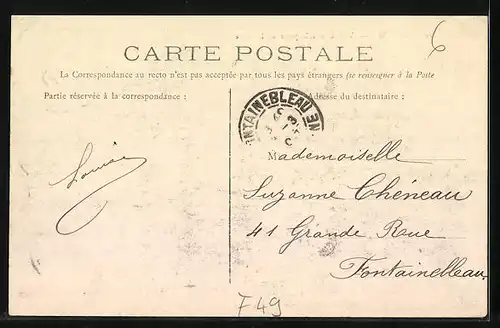 6
CARTE POSTALE
La Correspondance au recto n'est pas acceptée par tous les pays étrangers (se renseigner à la Poste
Partie réservée à la correspondance :
Adresse du destinataire :
FONTAINEBLEAU
Mademoiselle
Louise
Suzanne Chéneau
41 Grande Rue
Fontainebleau
F49